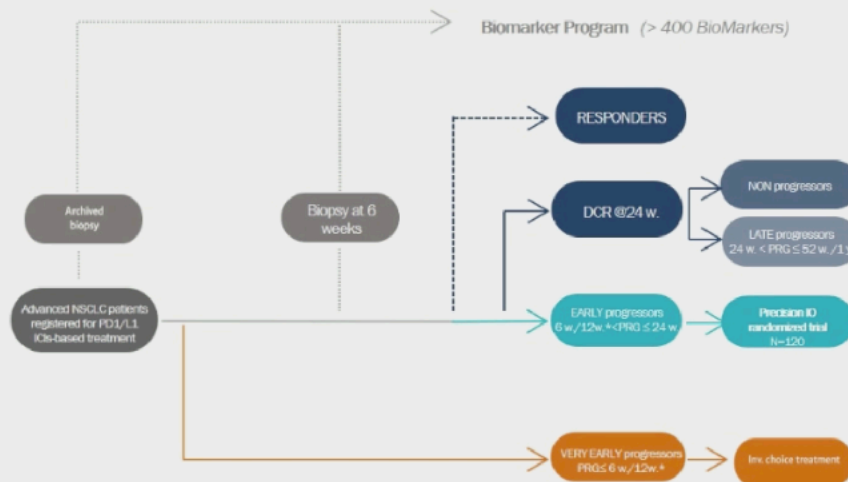 Biomarker Program (> 400 BioMarkers)
RESPONDERS
Archived
biopsy
Biopsy at 6
weeks
DCR @24 w.
NON progressors
LATE progressors
24 w. < PRG ≤ 52 w./1 y
Advanced NSCLC patients
registered for PD1/L1
ICIs-based treatment
EARLY progressors
6 w./12w.*<PRG ≤ 24 w
Precision IO
randomized trial
N=120
VERY EARLY progressors
PRG≤ 6 w./12w.*
Inv. choice treatment